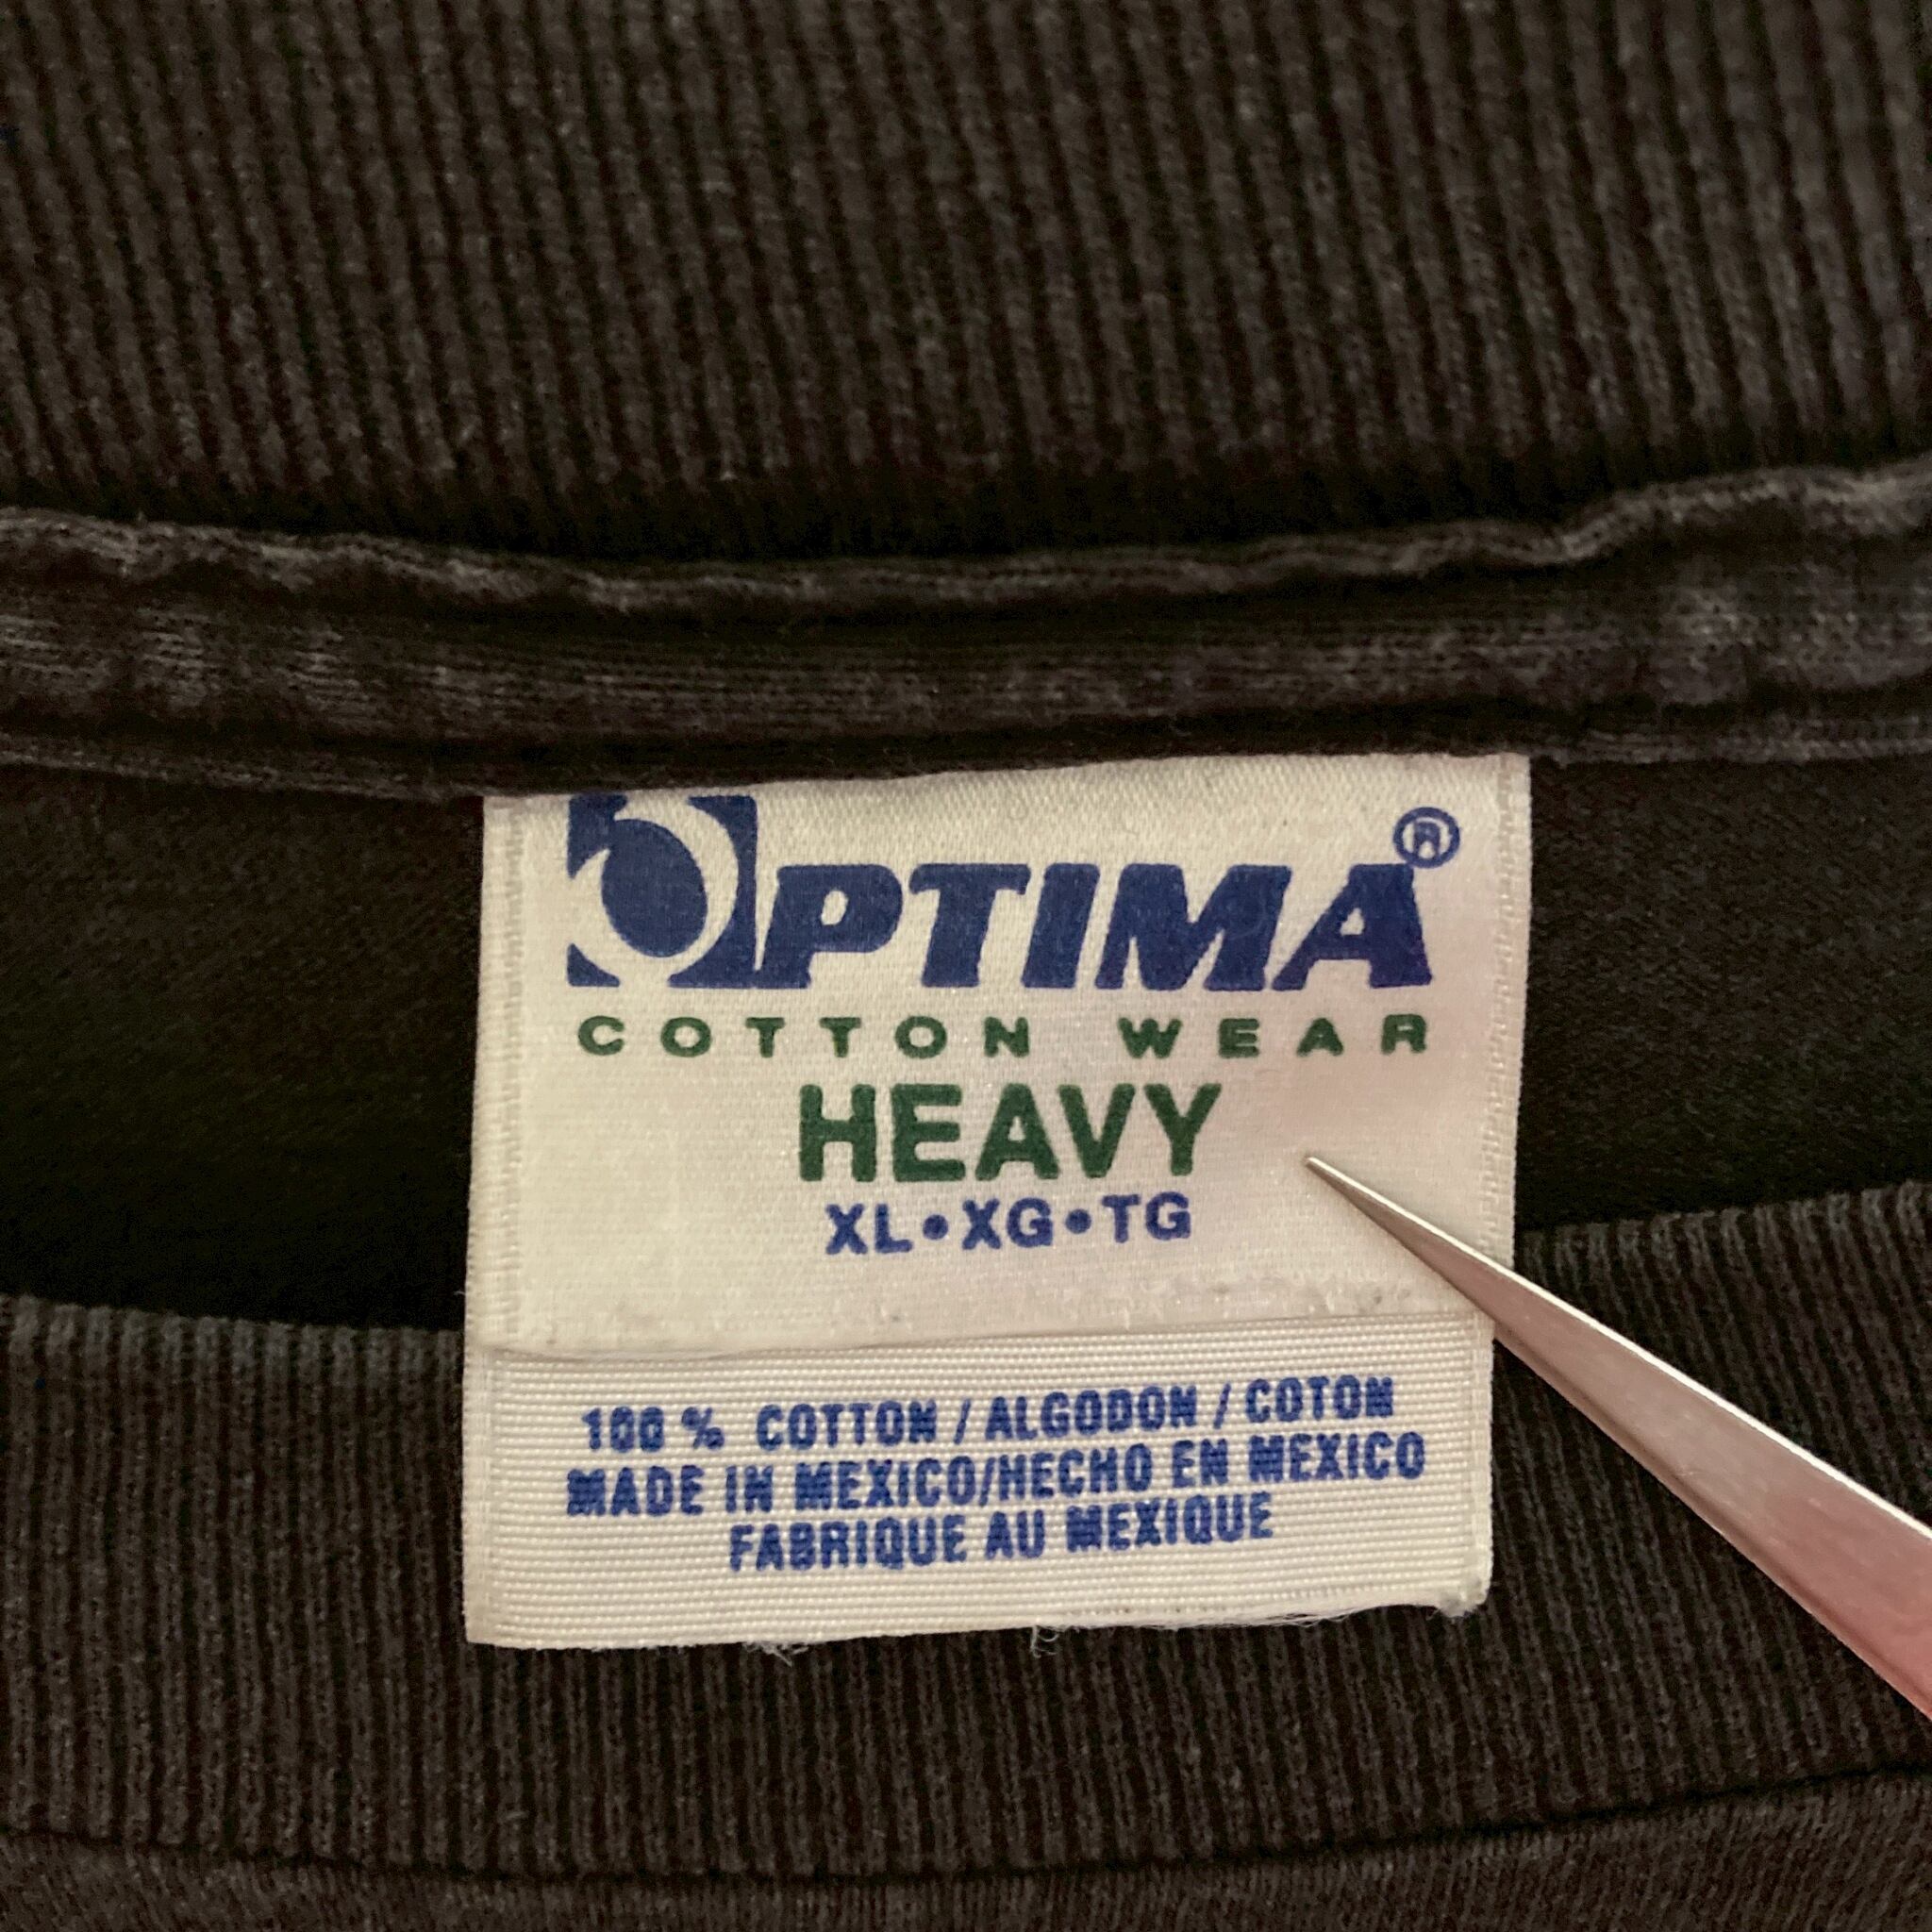 OPTIMA®
COTTON WEAR
HEAVY
XL•XG•TG
100 % COTTON / ALGODON / COTON
MADE IN MEXICO/HECHO EN MEXICO
FABRIQUE AU MEXIQUE